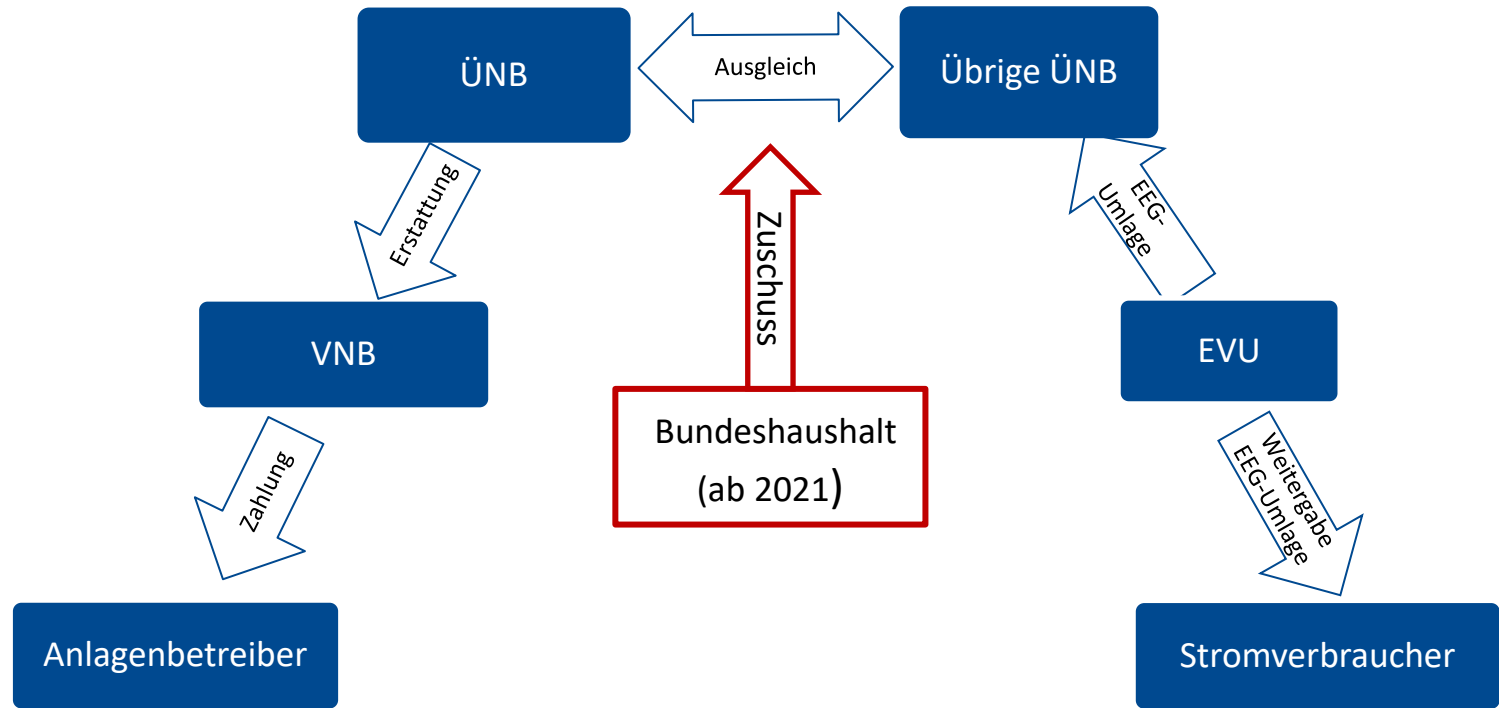 ÜNB
Ausgleich
Übrige ÜNB
Erstattung
Zuschuss
EEG-
Umlage
VNB
EVU
Bundeshaushalt
(ab 2021)
Zahlung
Weitergabe
EEG-Umlage
Anlagenbetreiber
Stromverbraucher